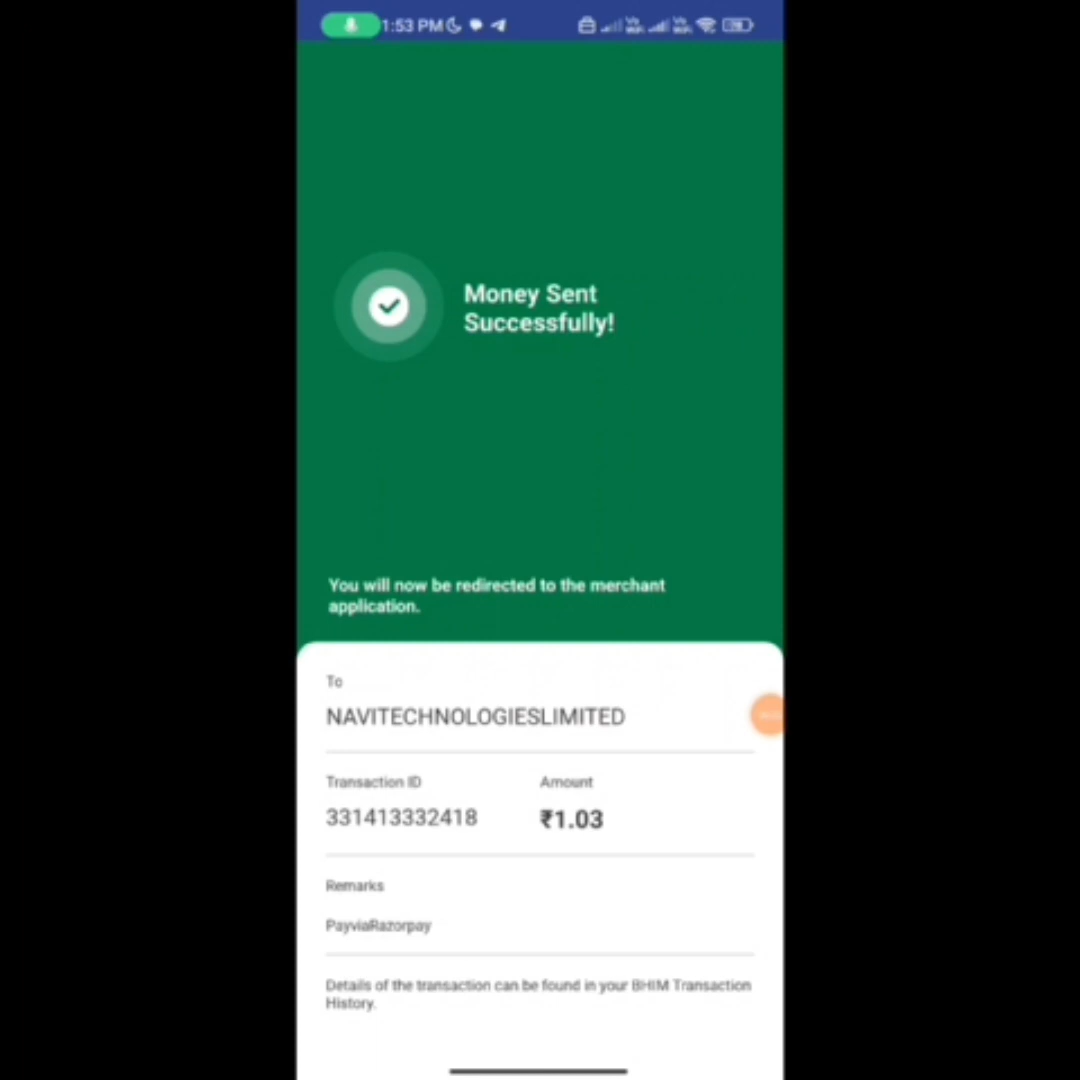 1:53 PM
Money Sent
Successfully!
You will now be redirected to the merchant
application.
To
NAVITECHNOLOGIESLIMITED
Transaction ID
Amount
331413332418
₹1.03
Remarks
PayviaRazorpay
Details of the transaction can be found in your BHIM Transaction
History.